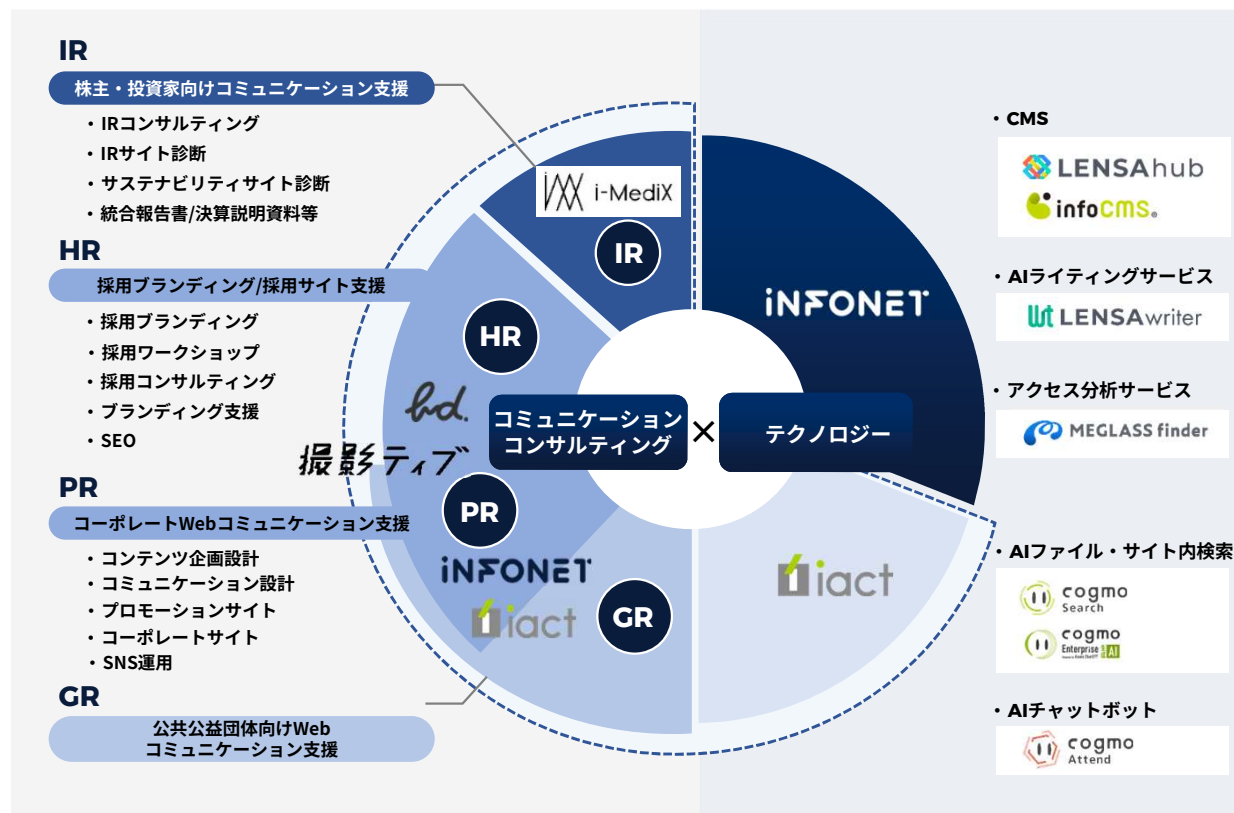 IR
株主・投資家向けコミュニケーション支援
・IRコンサルティング
・IRサイト診断
・サステナビリティサイト診断
・統合報告書/決算説明資料等
HR
採用ブランディング/採用サイト支援
・採用ブランディング
・採用ワークショップ
・採用コンサルティング
・ブランディング支援
・SEO
PR
コーポレートWebコミュニケーション支援
・コンテンツ企画設計
・コミュニケーション設計
・プロモーションサイト
・コーポレートサイト
・SNS運用
GR
公共公益団体向けWeb
コミュニケーション支援
i-MediX
IR
HR
hd.
撮影ティブ
PR
INFONET
iact
GR
コミュニケーション
コンサルティング
×
テクノロジー
INFONET
iact
・CMS
LENSAhub
infoCMS®
・AIライティングサービス
LENSAwriter
・アクセス分析サービス
MEGLASS finder
・AIファイル・サイト内検索
cogmo
Search
cogmo
Enterprise
AI
・AIチャットボット
cogmo
Attend